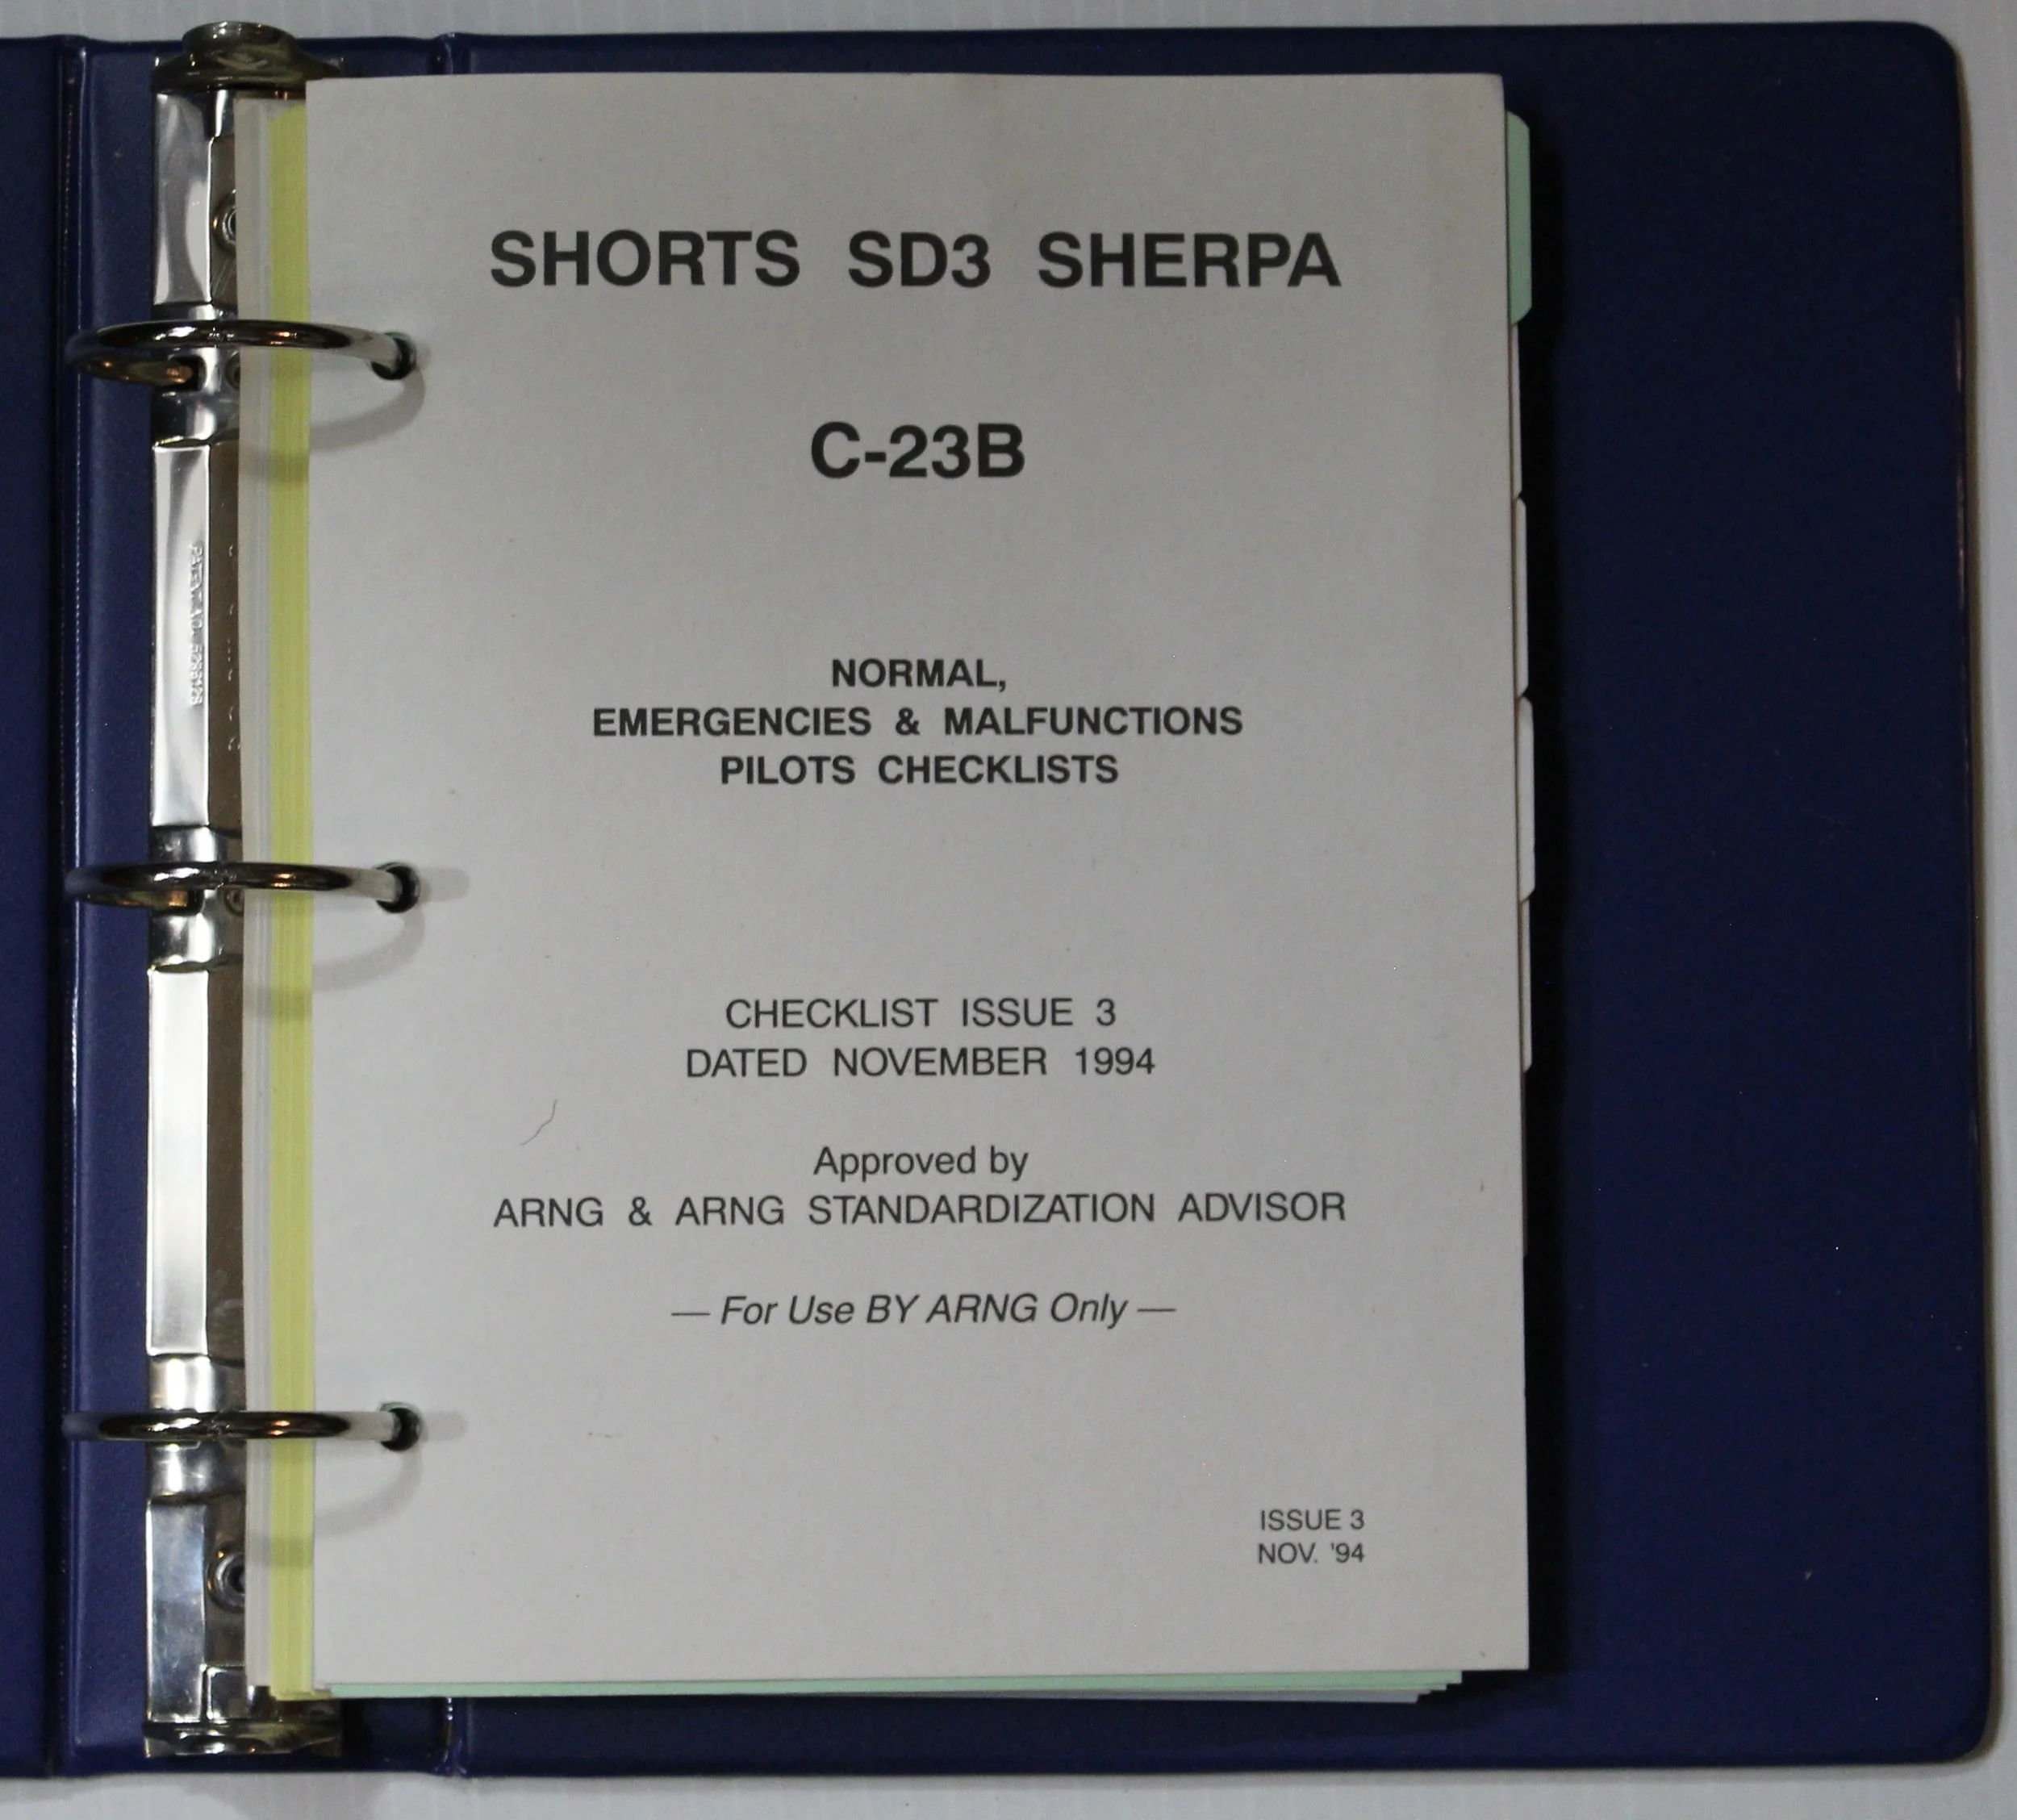 SHORTS SD3 SHERPA
C-23B
NORMAL,
EMERGENCIES & MALFUNCTIONS
PILOTS CHECKLISTS
CHECKLIST ISSUE 3
DATED NOVEMBER 1994
Approved by
ARNG & ARNG STANDARDIZATION ADVISOR
— For Use BY ARNG Only —
ISSUE 3
NOV. '94